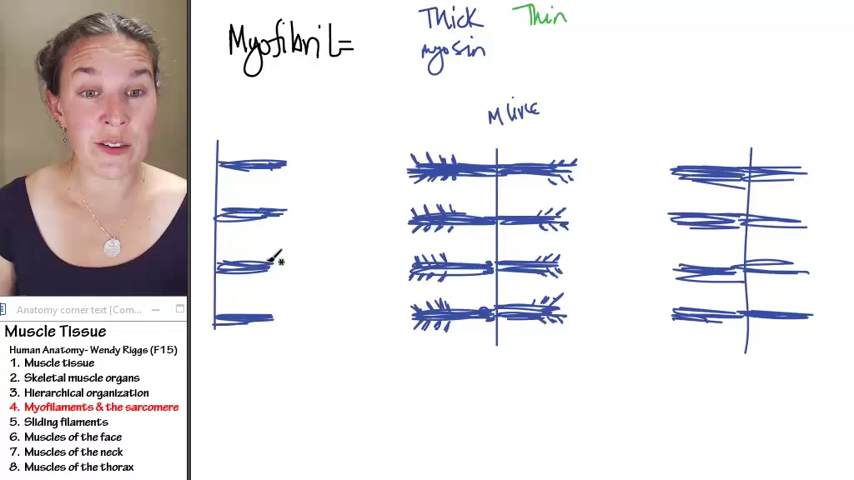 Myofibril=
Thick
Thin
myosin
M line
Anatomy corner text [Com...
Muscle Tissue
Human Anatomy- Wendy Riggs (F15)
1. Muscle tissue
2. Skeletal muscle organs
3. Hierarchical organization
4. Myofilaments & the sarcomere
5. Sliding filaments
6. Muscles of the face
7. Muscles of the neck
8. Muscles of the thorax